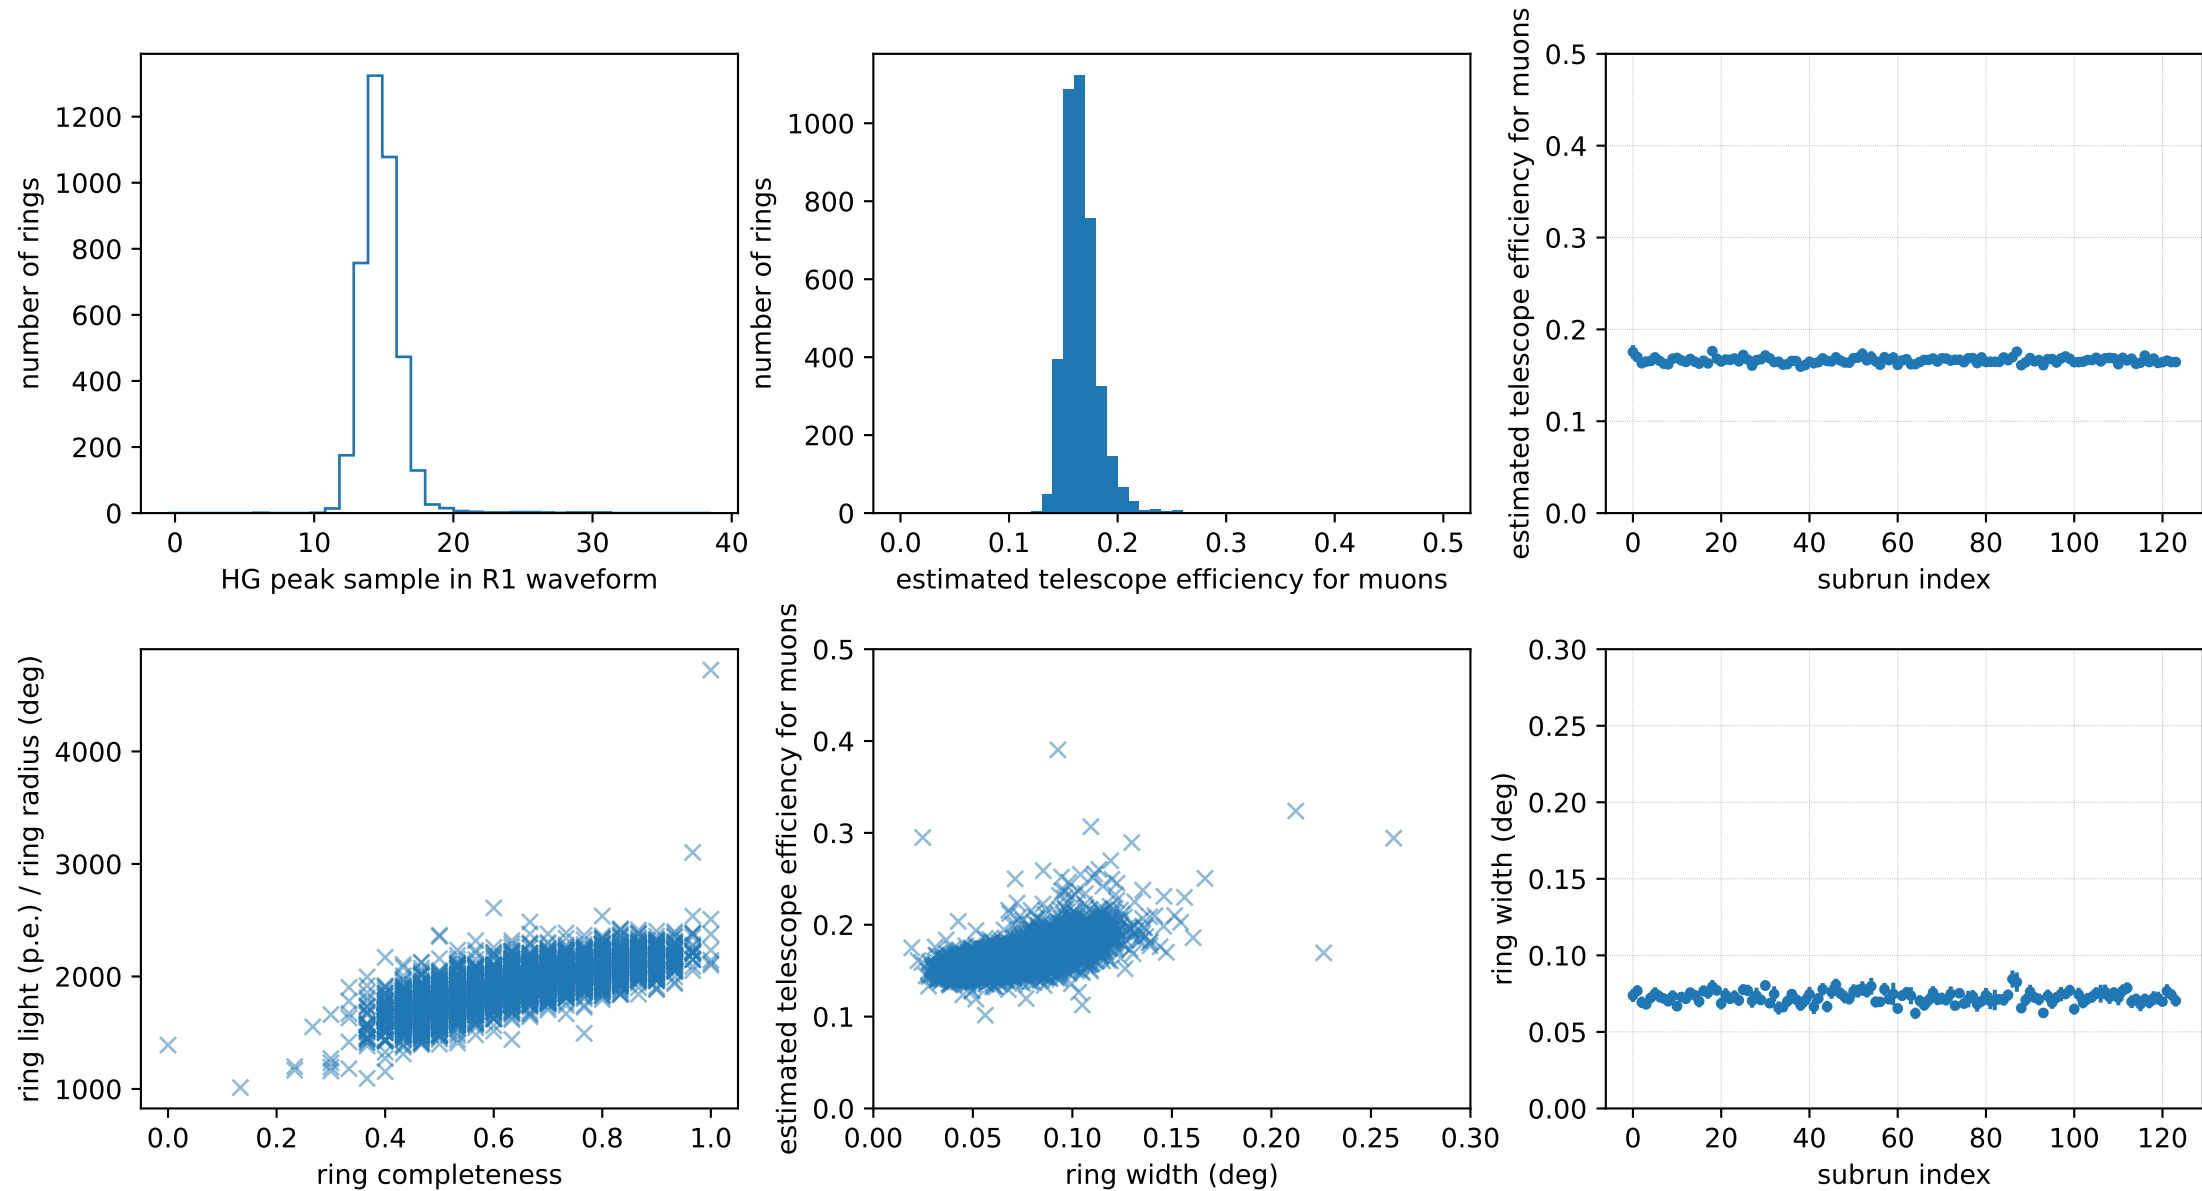 number of rings
0
200
400
600
800
1000
1200
0 10 20 30 40
HG peak sample in R1 waveform
number of rings
0
200
400
600
800
1000
0.0 0.1 0.2 0.3 0.4 0.5
estimated telescope efficiency for muons
estimated telescope efficiency for muons
0.5
0.4
0.3
0.2
0.1
0.0
0 20 40 60 80 100 120
subrun index
ring light (p.e.) / ring radius (deg)
4000
3000
2000
1000
0.0 0.2 0.4 0.6 0.8 1.0
ring completeness
estimated telescope efficiency for muons
0.5
0.4
0.3
0.2
0.1
0.0
0.00 0.05 0.10 0.15 0.20 0.25 0.30
ring width (deg)
ring width (deg)
0.30
0.25
0.20
0.15
0.10
0.05
0.00
0 20 40 60 80 100 120
subrun index